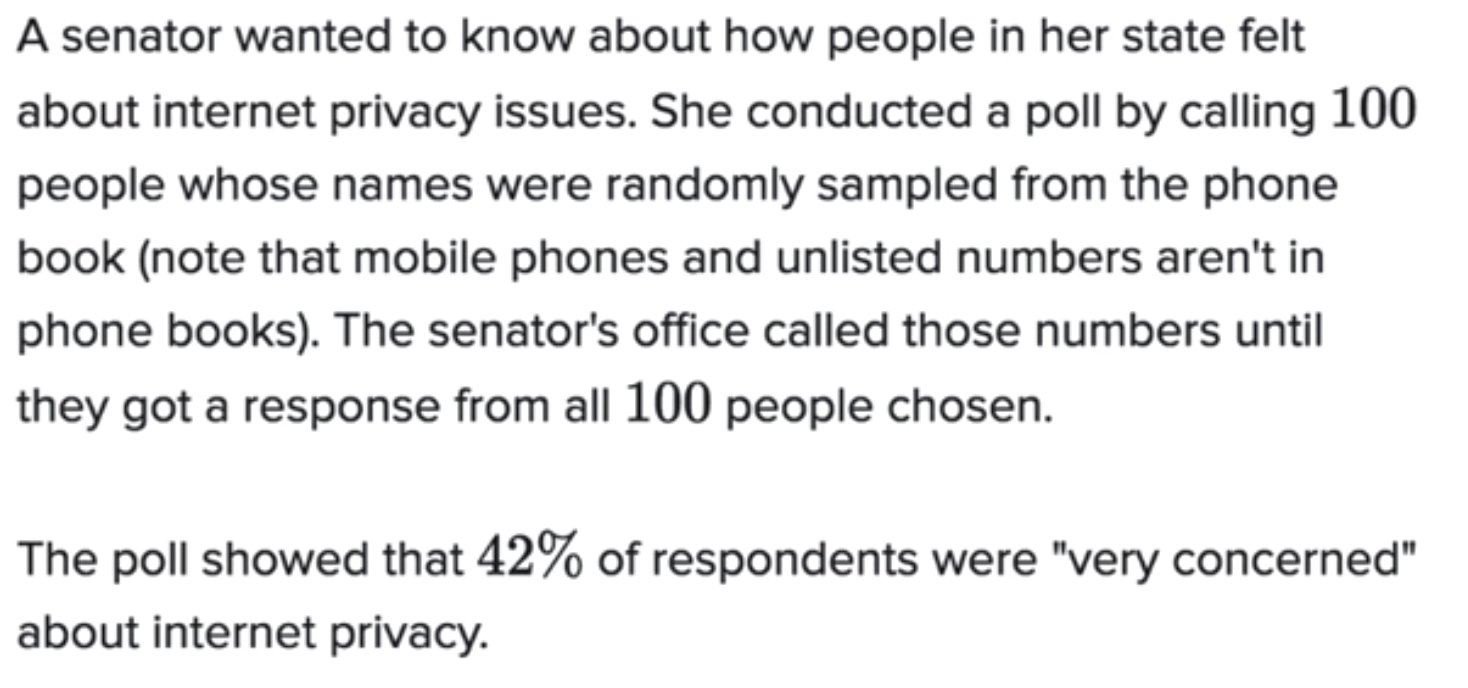 A senator wanted to know about how people in her state felt
about internet privacy issues. She conducted a poll by calling 100
people whose names were randomly sampled from the phone
book (note that mobile phones and unlisted numbers aren't in
phone books). The senator's office called those numbers until
they got a response from all 100 people chosen.
The poll showed that 42% of respondents were "very concerned"
about internet privacy.